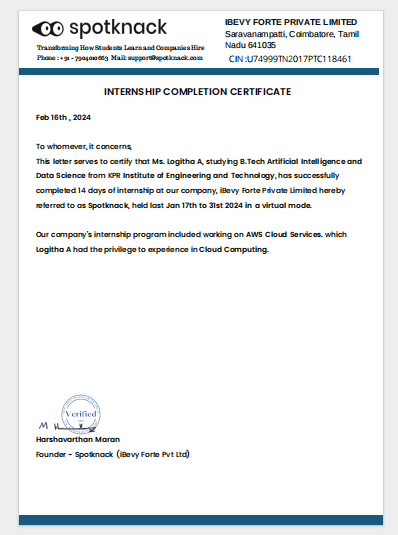 spotknack
Transforming How Students Learn and Companies Hire
Phone : +91 - 7904010663 Mail: support@spotknack.com
IBEVY FORTE PRIVATE LIMITED
Saravanampatti, Coimbatore, Tamil
Nadu 641035
CIN:U74999TN2017PTC118461
INTERNSHIP COMPLETION CERTIFICATE
Feb 16th , 2024
To whomever, it concerns,
This letter serves to certify that Ms. Logitha A, studying B.Tech Artificial Intelligence and
Data Science from KPR Institute of Engineering and Technology, has successfully
completed 14 days of internship at our company, iBevy Forte Private Limited hereby
referred to as Spotknack, held last Jan 17th to 31st 2024 in a virtual mode.
Our company's internship program included working on AWS Cloud Services. which
Logitha A had the privilege to experience in Cloud Computing.
Verified
M H
Harshavarthan Maran
Founder - Spotknack (iBevy Forte Pvt Ltd)